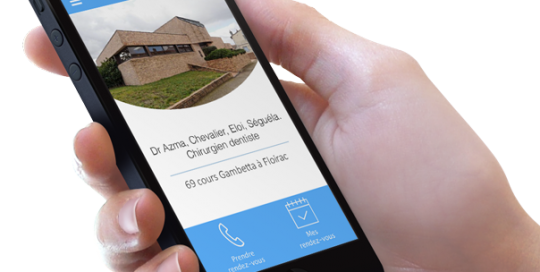 Dr Azma, Chevalier, Eloi, Séguéla.
Chirurgien dentiste
69 cours Gambetta à Floirac
Prendre
rendez-vous
Mes
rendez-vous